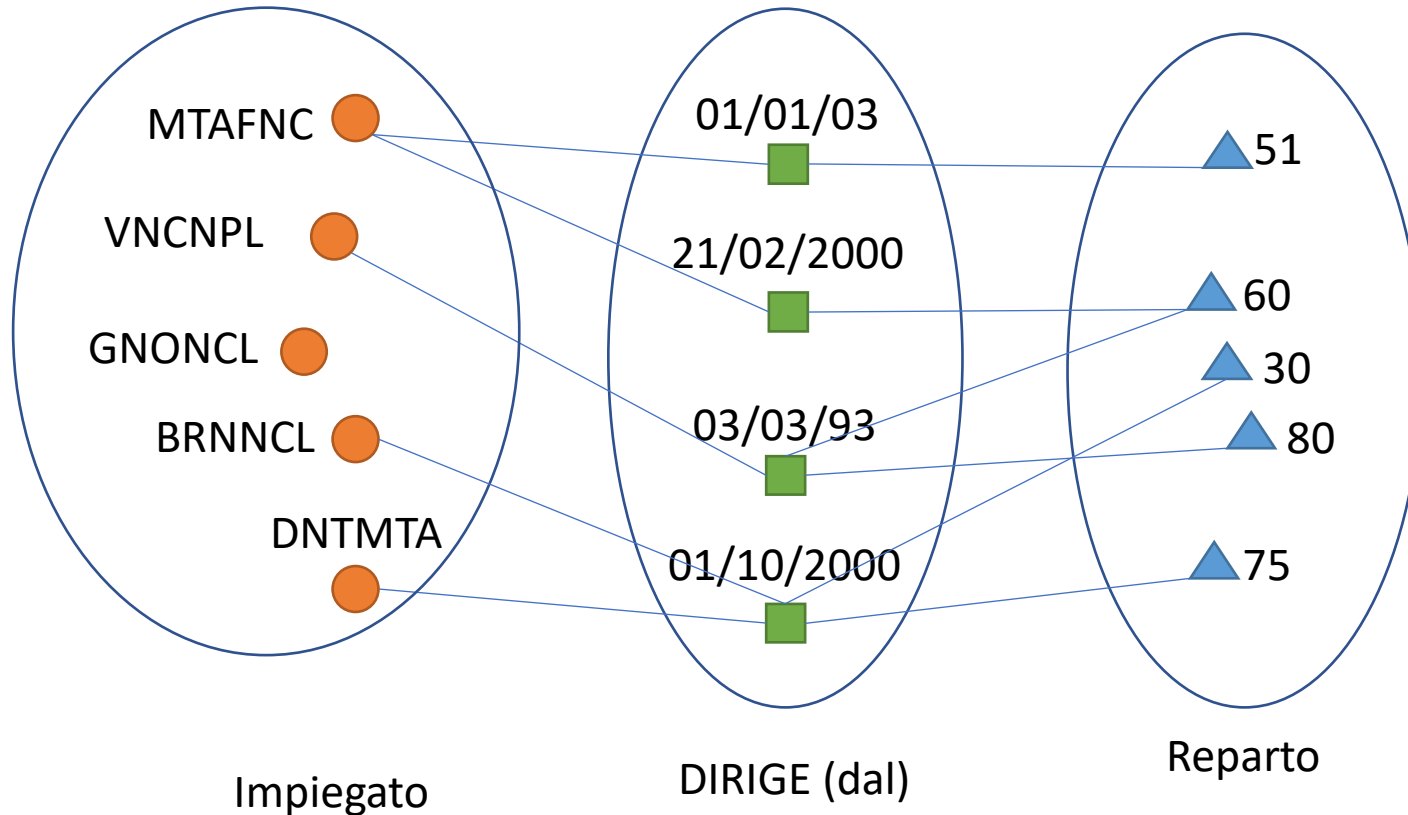 MTAFNC
VNCNPL
GNONCL
BRNNCL
DNTMTA
Impiegato
01/01/03
21/02/2000
03/03/93
01/10/2000
DIRIGE (dal)
51
60
30
80
75
Reparto